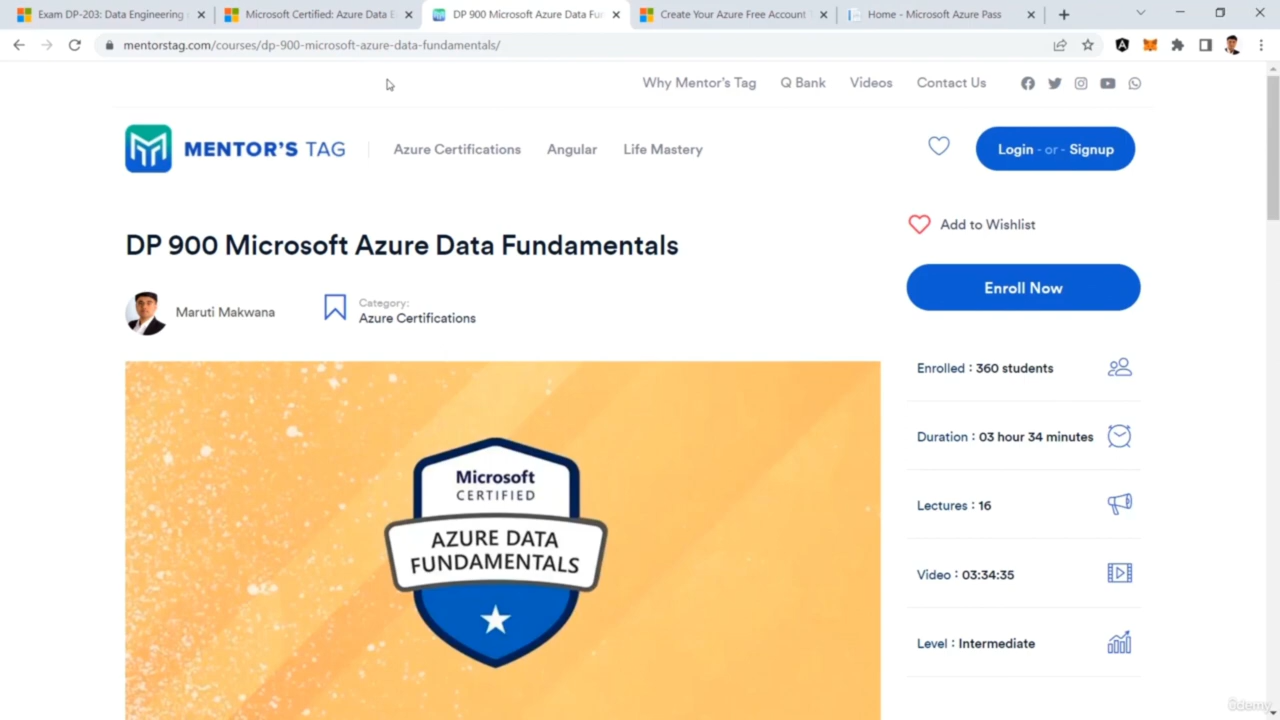 Exam DP-203: Data Engineering
Microsoft Certified: Azure Data E
DP 900 Microsoft Azure Data Fun
Create Your Azure Free Account
Home - Microsoft Azure Pass
mentorstag.com/courses/dp-900-microsoft-azure-data-fundamentals/
Why Mentor's Tag
Q Bank
Videos
Contact Us
MENTOR'S TAG
Azure Certifications
Angular
Life Mastery
Login - or - Signup
Add to Wishlist
DP 900 Microsoft Azure Data Fundamentals
Enroll Now
Maruti Makwana
Category:
Azure Certifications
Enrolled : 360 students
Duration : 03 hour 34 minutes
Lectures : 16
Video : 03:34:35
Level : Intermediate
Microsoft
CERTIFIED
AZURE DATA
FUNDAMENTALS
ûdemy